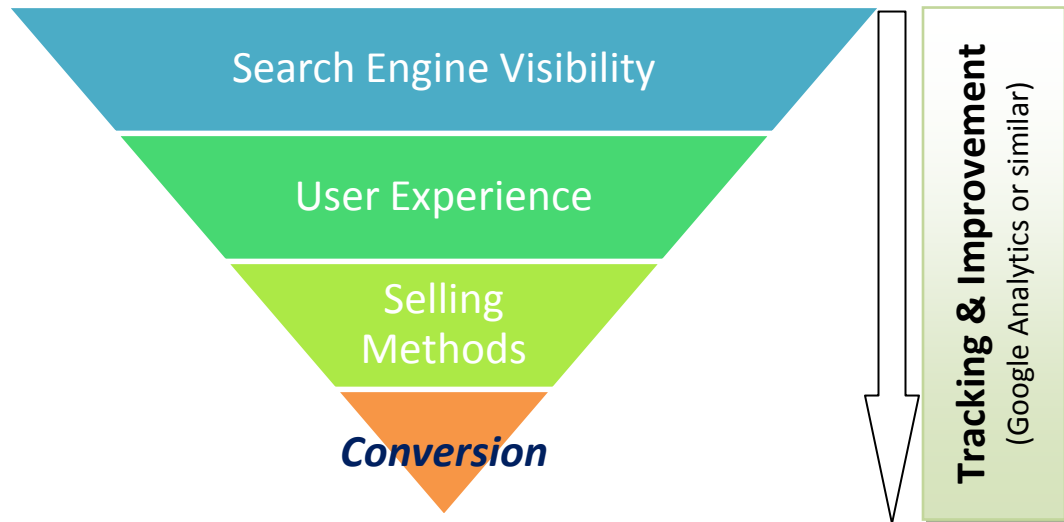 Search Engine Visibility
User Experience
Selling
Methods
Conversion
Tracking & Improvement
(Google Analytics or similar)